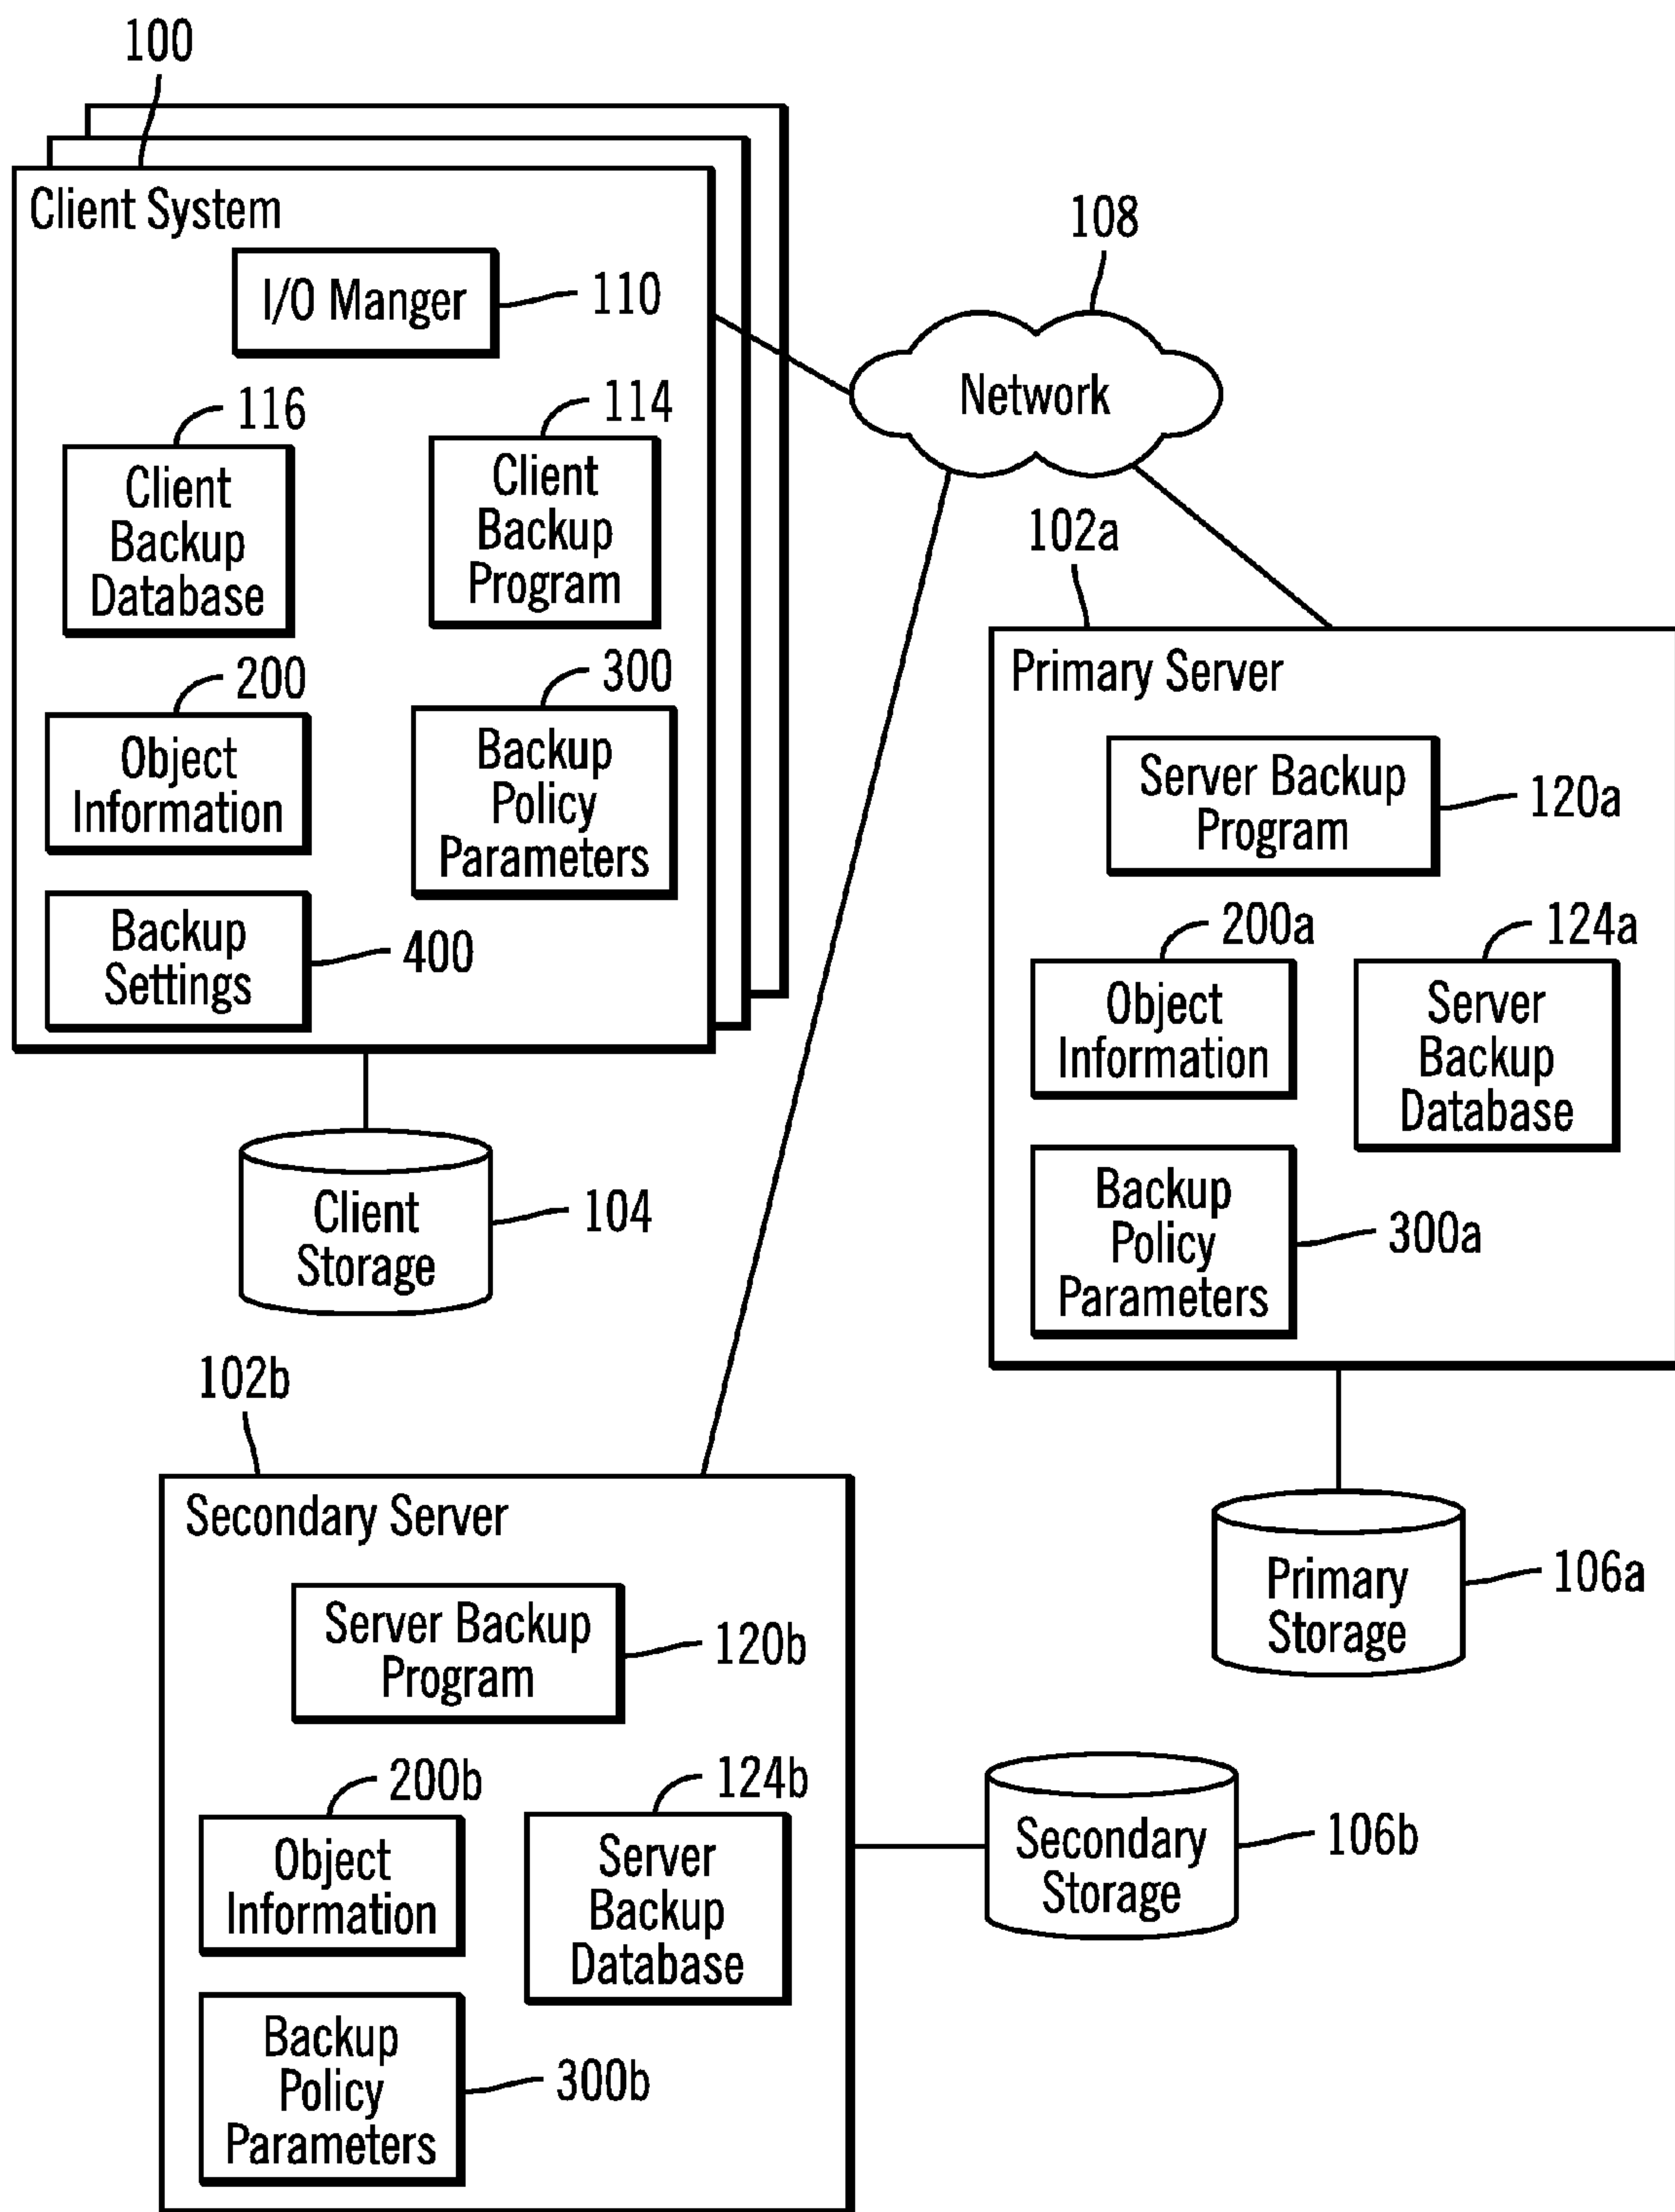 100
Client System
I/O Manger
110
116
Client
Backup
Database
114
Client
Backup
Program
200
Object
Information
300
Backup
Policy
Parameters
Backup
Settings
400
Client
Storage
104
108
Network
102a
Primary Server
Server Backup
Program
120a
200a
Object
Information
124a
Server
Backup
Database
Backup
Policy
Parameters
300a
Primary
Storage
106a
102b
Secondary Server
Server Backup
Program
120b
200b
Object
Information
124b
Server
Backup
Database
Backup
Policy
Parameters
300b
Secondary
Storage
106b